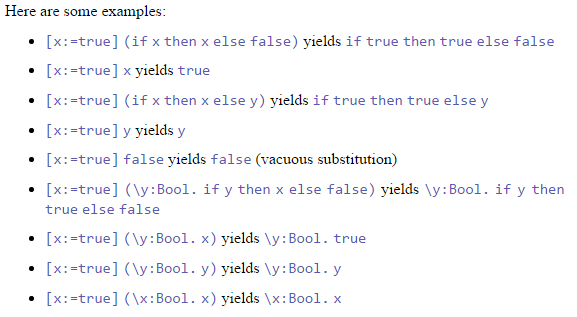 Here are some examples:
• [x:=true] (if x then x else false) yields if true then true else false
• [x:=true] x yields true
• [x:=true] (if x then x else y) yields if true then true else y
• [x:=true] y yields y
• [x:=true] false yields false (vacuous substitution)
• [x:=true] (\y:Bool. if y then x else false) yields \y:Bool. if y then
true else false
• [x:=true] (\y:Bool. x) yields \y:Bool. true
• [x:=true] (\y:Bool. y) yields \y:Bool. y
• [x:=true] (\x:Bool. x) yields \x:Bool. x